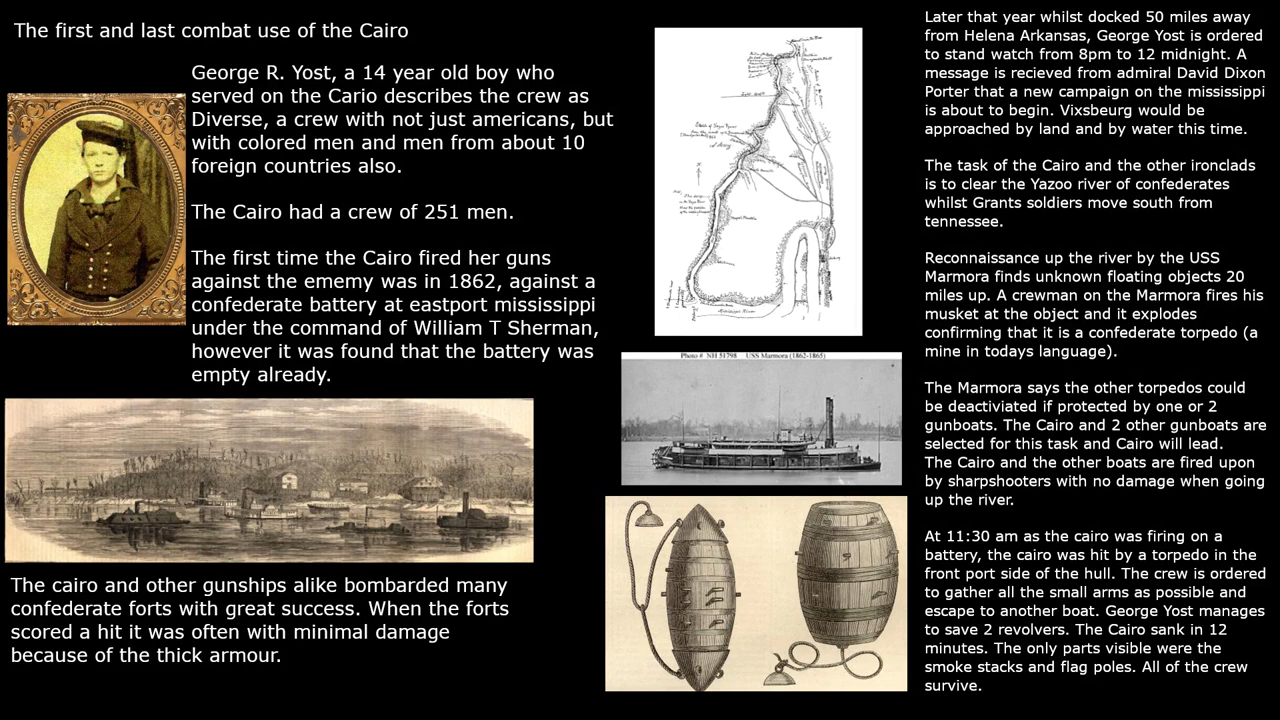 The first and last combat use of the Cairo
George R. Yost, a 14 year old boy who
served on the Cario describes the crew as
Diverse, a crew with not just americans, but
with colored men and men from about 10
foreign countries also.
The Cairo had a crew of 251 men.
The first time the Cairo fired her guns
against the ememy was in 1862, against a
confederate battery at eastport mississippi
under the command of William T Sherman,
however it was found that the battery was
empty already.
The cairo and other gunships alike bombarded many
confederate forts with great success. When the forts
scored a hit it was often with minimal damage
because of the thick armour.
Photo # NH 51798 USS Marmora (1862-1865)
Later that year whilst docked 50 miles away
from Helena Arkansas, George Yost is ordered
to stand watch from 8pm to 12 midnight. A
message is recieved from admiral David Dixon
Porter that a new campaign on the mississippi
is about to begin. Vixsbeurg would be
approached by land and by water this time.
The task of the Cairo and the other ironclads
is to clear the Yazoo river of confederates
whilst Grants soldiers move south from
tennessee.
Reconnaissance up the river by the USS
Marmora finds unknown floating objects 20
miles up. A crewman on the Marmora fires his
musket at the object and it explodes
confirming that it is a confederate torpedo (a
mine in todays language).
The Marmora says the other torpedos could
be deactiviated if protected by one or 2
gunboats. The Cairo and 2 other gunboats are
selected for this task and Cairo will lead.
The Cairo and the other boats are fired upon
by sharpshooters with no damage when going
up the river.
At 11:30 am as the cairo was firing on a
battery, the cairo was hit by a torpedo in the
front port side of the hull. The crew is ordered
to gather all the small arms as possible and
escape to another boat. George Yost manages
to save 2 revolvers. The Cairo sank in 12
minutes. The only parts visible were the
smoke stacks and flag poles. All of the crew
survive.